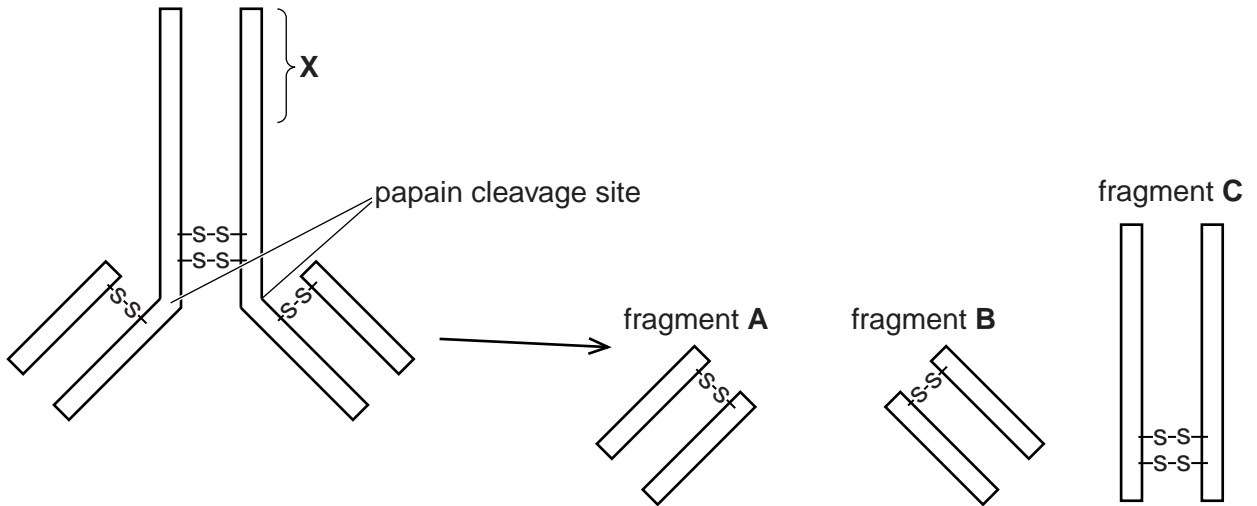 X
papain cleavage site
–S–S–
–S–S–
S-S
S-S
fragment A
fragment B
fragment C
S-S
S-S
–S–S–
–S–S–